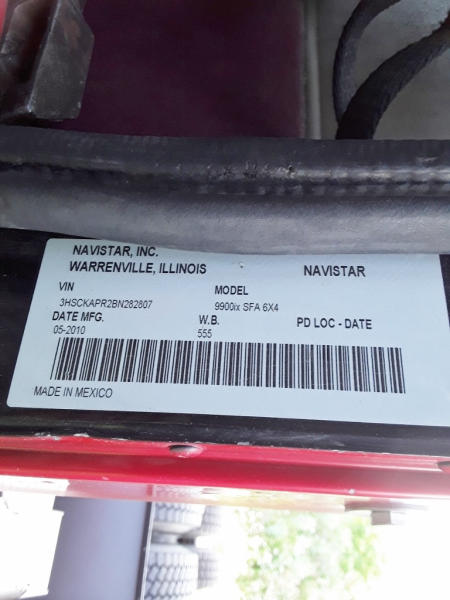 NAVISTAR, INC.
WARRENVILLE, ILLINOIS NAVISTAR
VIN MODEL
3HSCKAPR2BN282807 9900ix SFA 6X4
DATE MFG. W.B. PD LOC - DATE
05-2010 555
MADE IN MEXICO